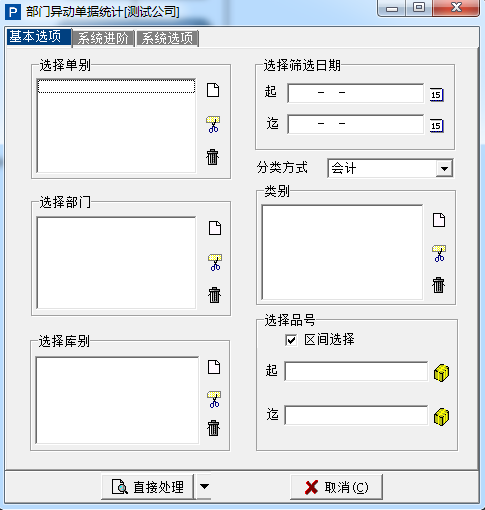 部门异动单据统计[测试公司]
基本选项 系统进阶 系统选项
选择单别
选择部门
选择库别
选择筛选日期
起 - - 15
迄 - - 15
分类方式 会计
类别
选择品号
区间选择
起
迄
直接处理 取消(C)